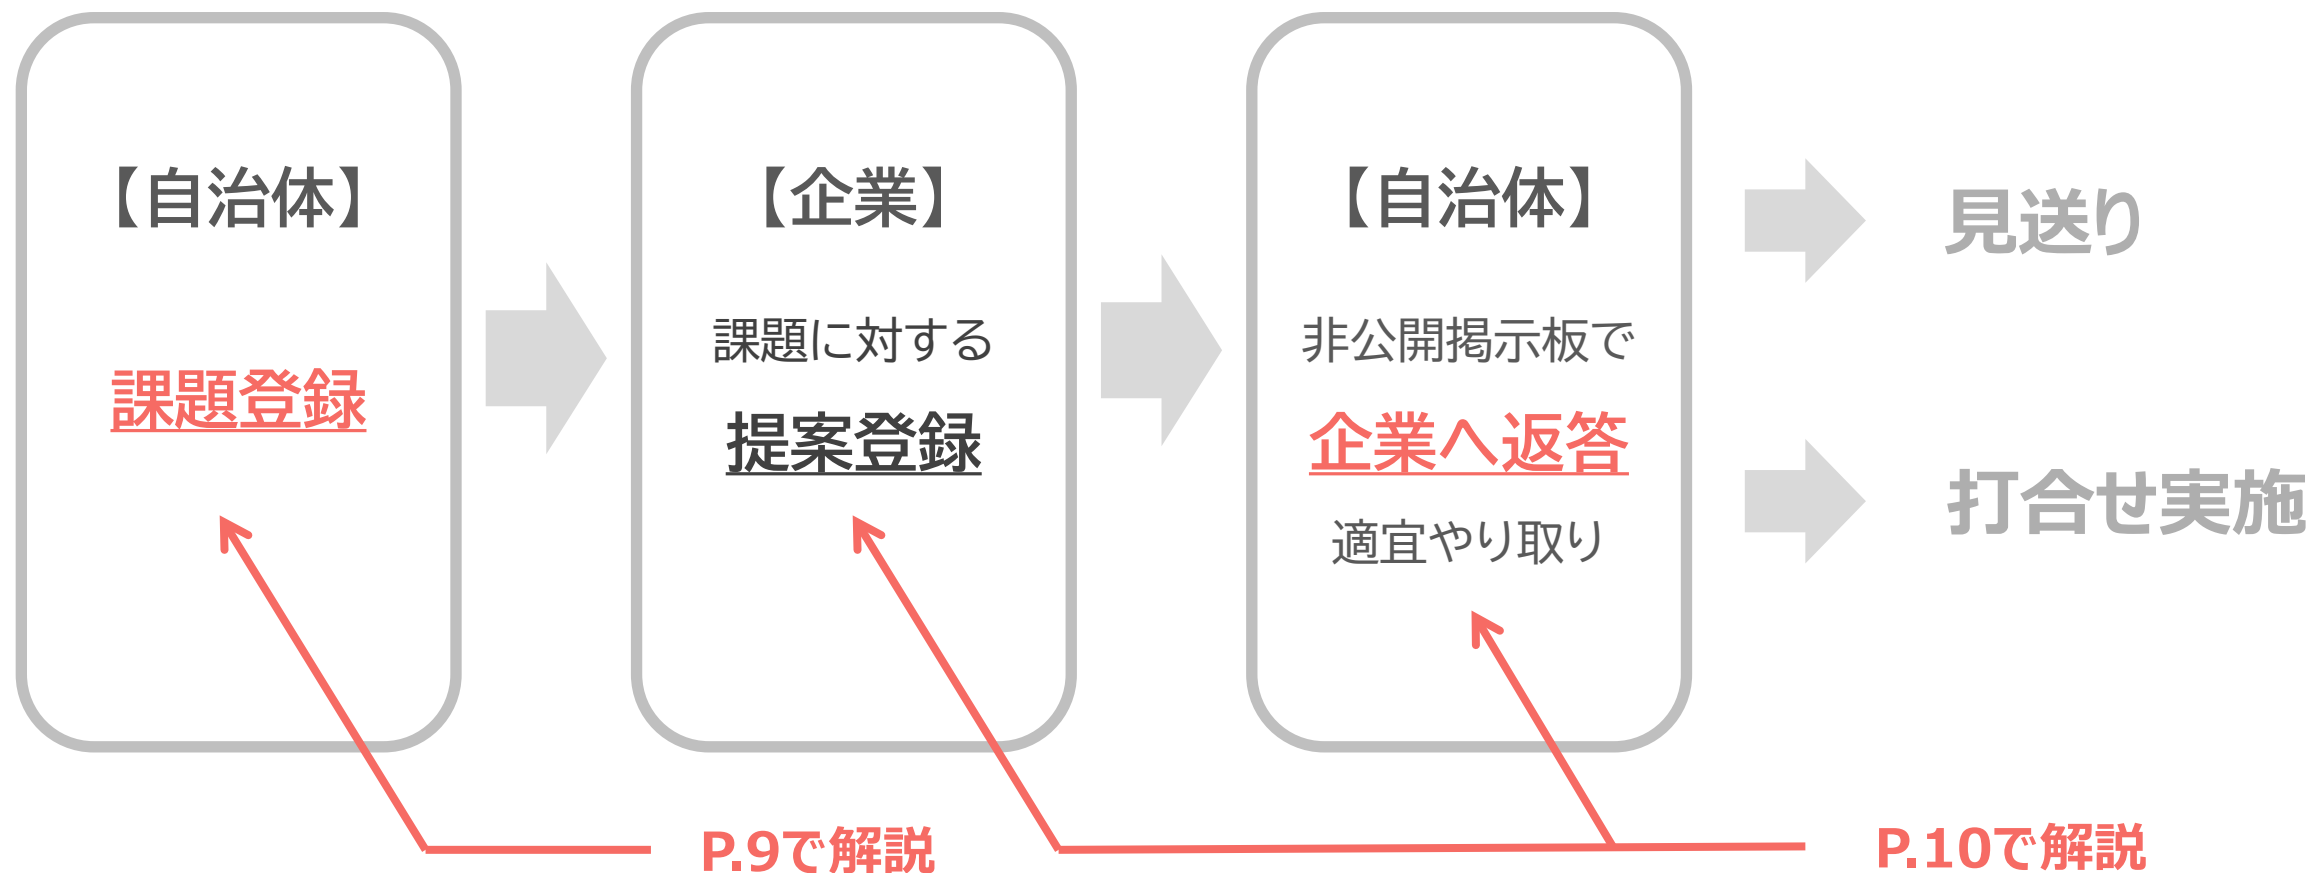 【自治体】
課題登録
【企業】
課題に対する
提案登録
【自治体】
非公開掲示板で
企業へ返答
適宜やり取り
見送り
打合せ実施
P.9で解説
P.10で解説